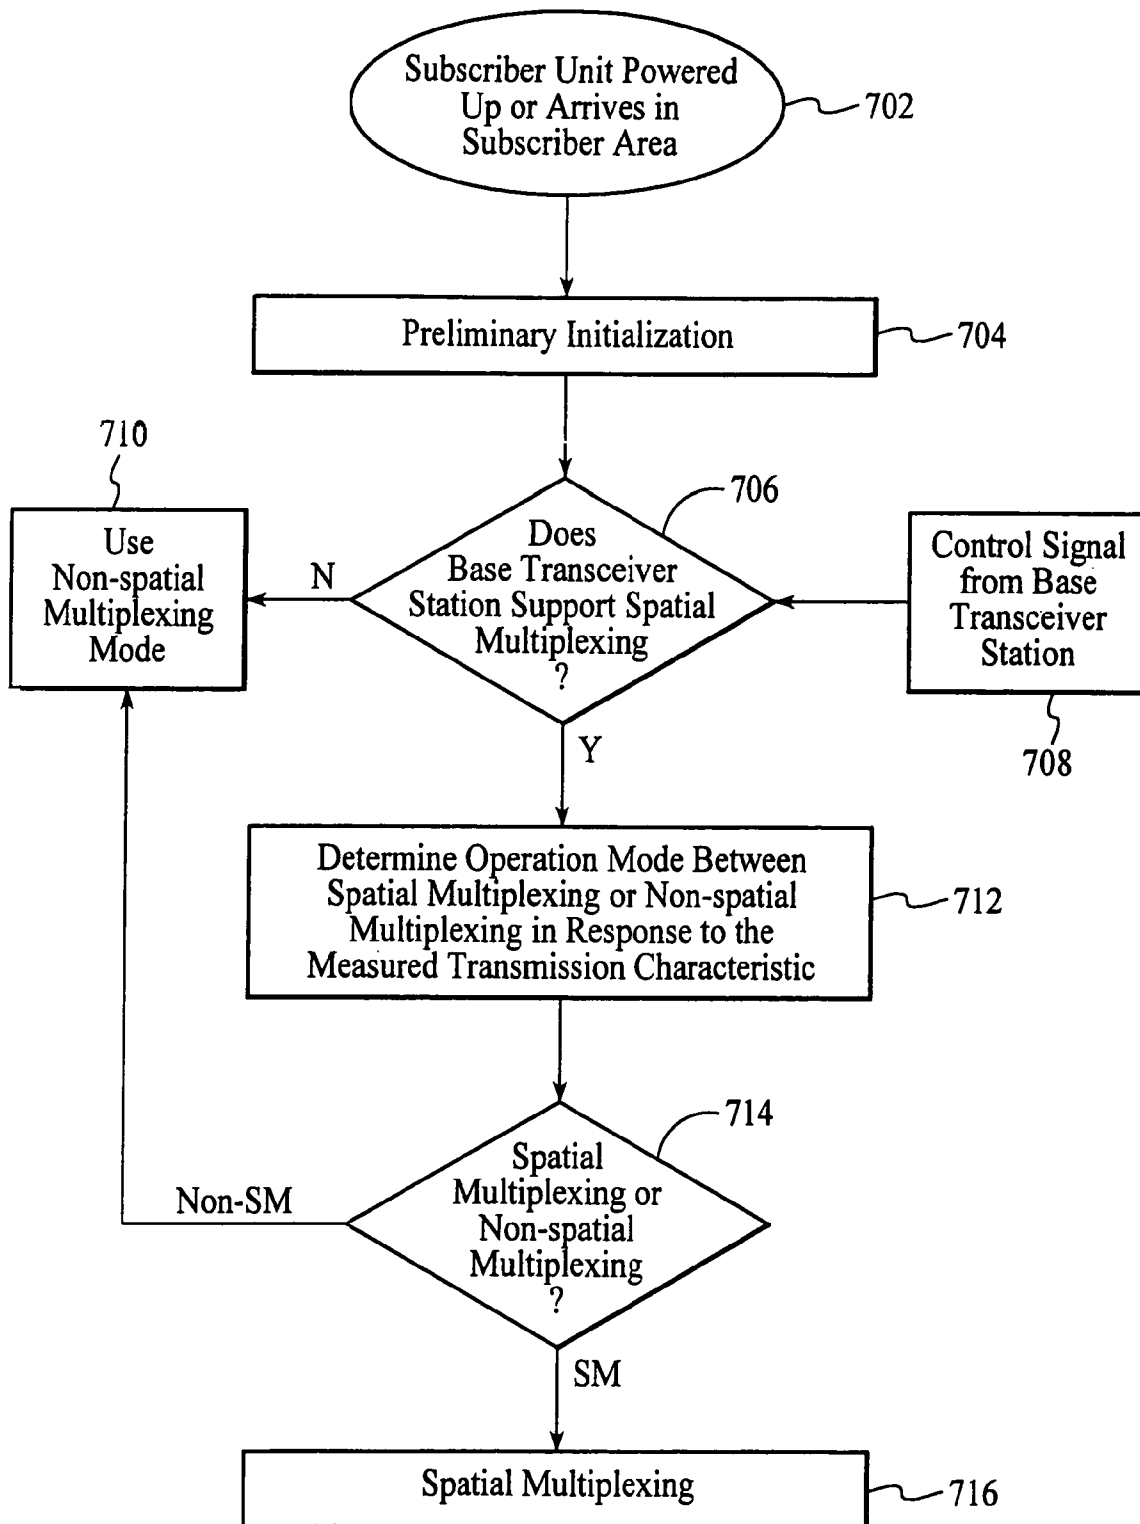 Subscriber Unit Powered
Up or Arrives in
Subscriber Area
702
Preliminary Initialization
704
710
Use
Non-spatial
Multiplexing
Mode
N
706
Does
Base Transceiver
Station Support Spatial
Multiplexing
?
Control Signal
from Base
Transceiver
Station
708
Y
Determine Operation Mode Between
Spatial Multiplexing or Non-spatial
Multiplexing in Response to the
Measured Transmission Characteristic
712
714
Spatial
Multiplexing or
Non-spatial
Multiplexing
?
Non-SM
SM
Spatial Multiplexing
716